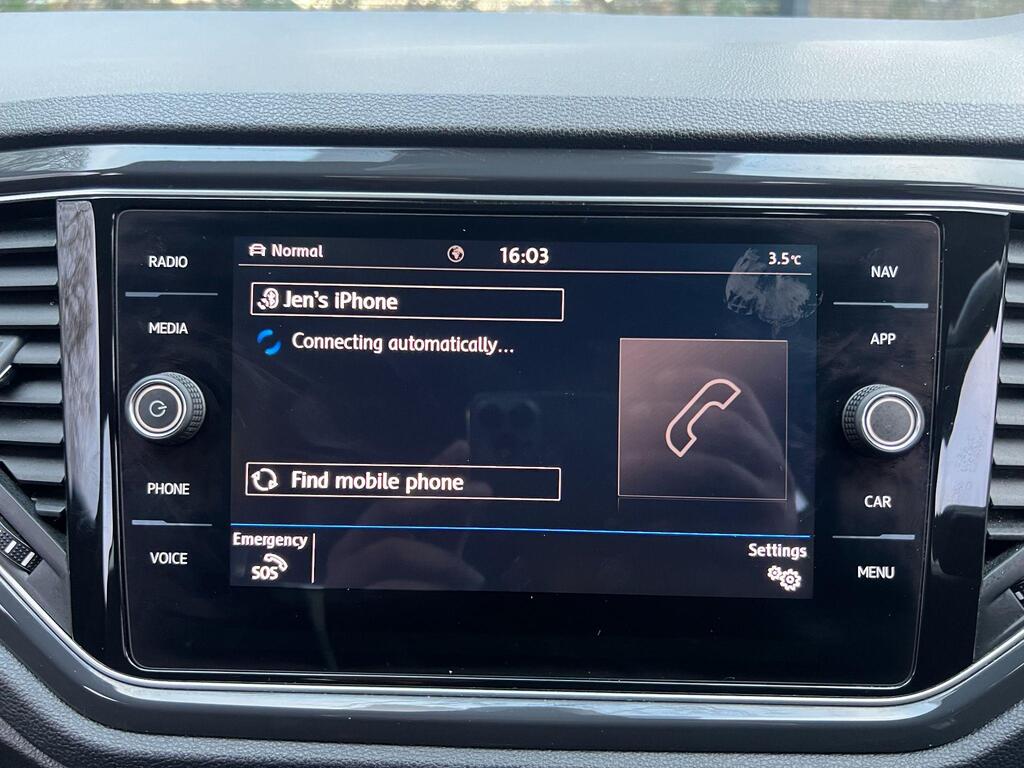 RADIO
MEDIA
PHONE
VOICE
Normal
16:03
3.5°C
Jen's iPhone
Connecting automatically...
Find mobile phone
Emergency
SOS
Settings
NAV
APP
CAR
MENU